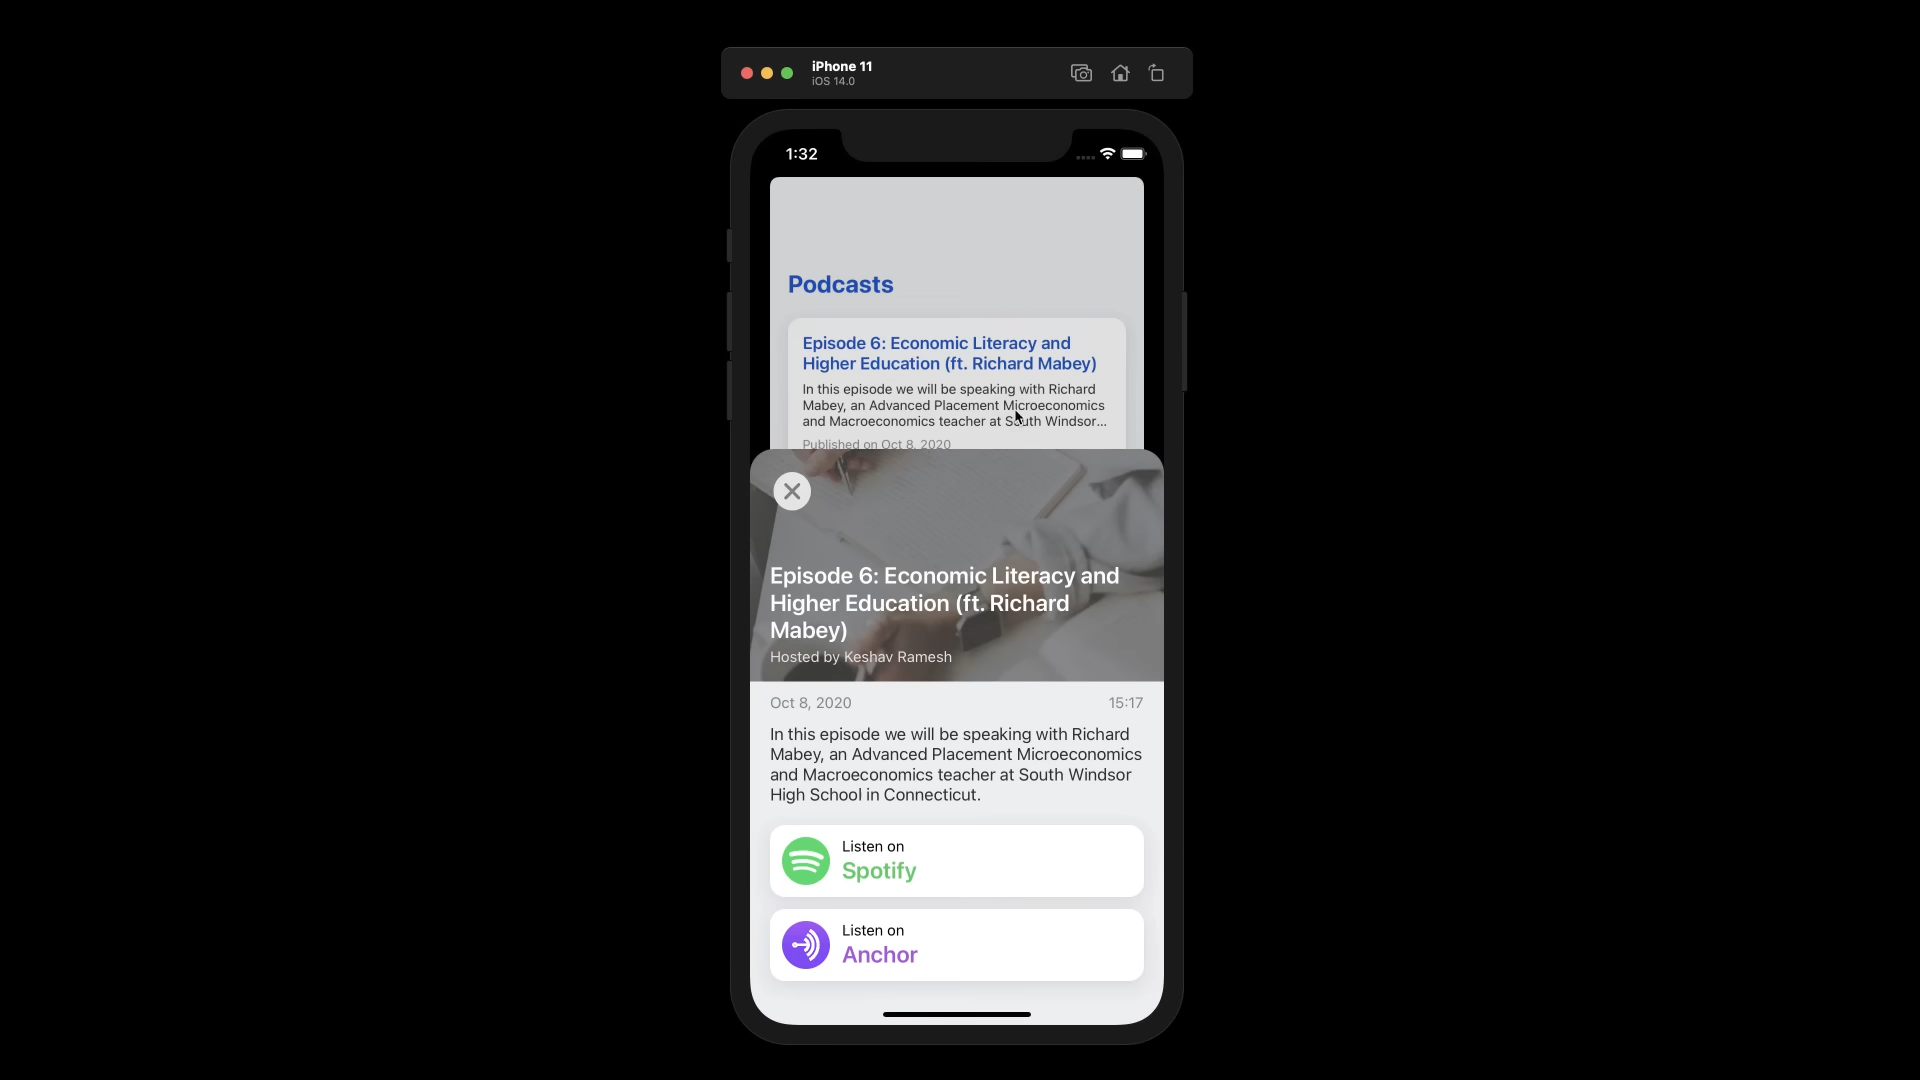 iPhone 11
iOS 14.0
1:32
Podcasts
Episode 6: Economic Literacy and
Higher Education (ft. Richard Mabey)
In this episode we will be speaking with Richard
Mabey, an Advanced Placement Microeconomics
and Macroeconomics teacher at South Windsor...
Published on Oct 8, 2020
Episode 6: Economic Literacy and
Higher Education (ft. Richard
Mabey)
Hosted by Keshav Ramesh
Oct 8, 2020 15:17
In this episode we will be speaking with Richard
Mabey, an Advanced Placement Microeconomics
and Macroeconomics teacher at South Windsor
High School in Connecticut.
Listen on
Spotify
Listen on
Anchor